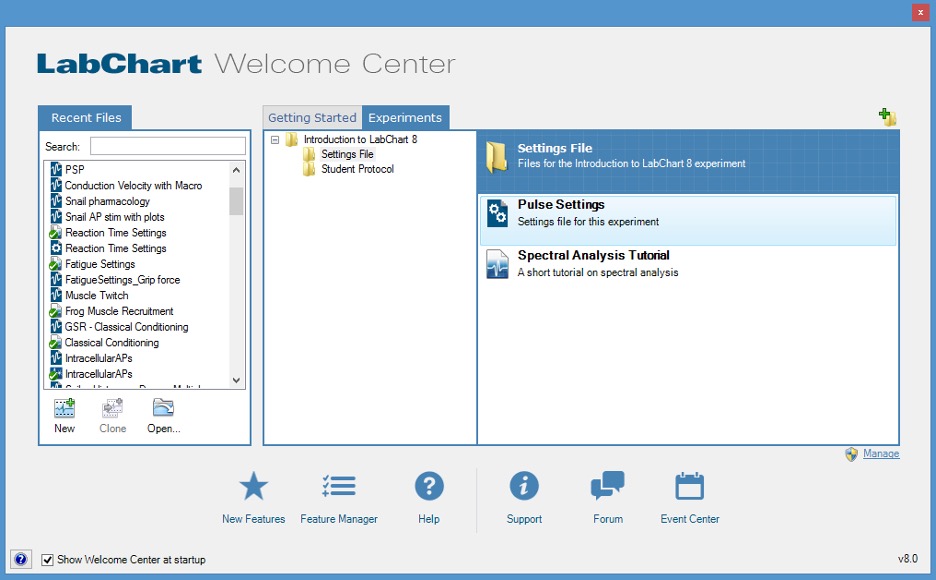 LabChart Welcome Center
Recent Files
Search:
PSP
Conduction Velocity with Macro
Snail pharmacology
Snail AP stim with plots
Reaction Time Settings
Reaction Time Settings
Fatigue Settings
FatigueSettings_Grip force
Muscle Twitch
Frog Muscle Recruitment
GSR - Classical Conditioning
Classical Conditioning
IntracellularAPs
IntracellularAPs
New
Clone
Open...
Getting Started
Experiments
Introduction to LabChart 8
Settings File
Student Protocol
Settings File
Files for the Introduction to LabChart 8 experiment
Pulse Settings
Settings file for this experiment
Spectral Analysis Tutorial
A short tutorial on spectral analysis
Manage
New Features
Feature Manager
Help
Support
Forum
Event Center
Show Welcome Center at startup
v8.0